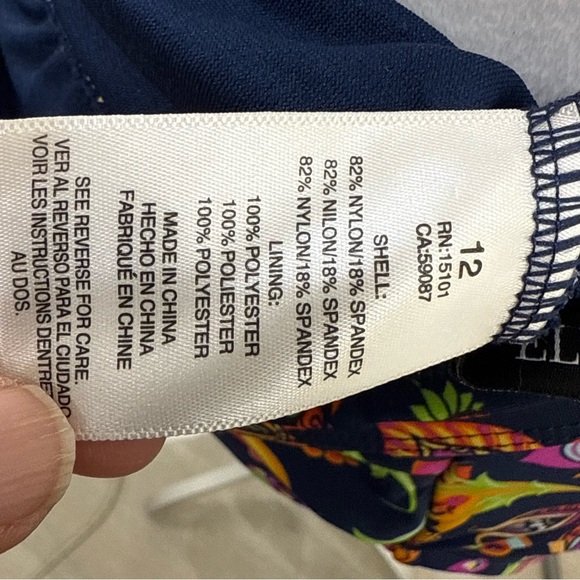 12
RN:15101
CA:59087
SHELL:
82% NYLON/18% SPANDEX
82% NILON/18% SPANDEX
82% NYLON/18% SPANDEX
LINING:
100% POLYESTER
100% POLIESTER
100% POLYESTER
MADE IN CHINA
HECHO EN CHINA
FABRIQUÉ EN CHINE
SEE REVERSE FOR CARE.
VER AL REVERSO PARA EL CIUDADO
VOIR LES INSTRUCTIONS D'ENTRET
AU DOS.